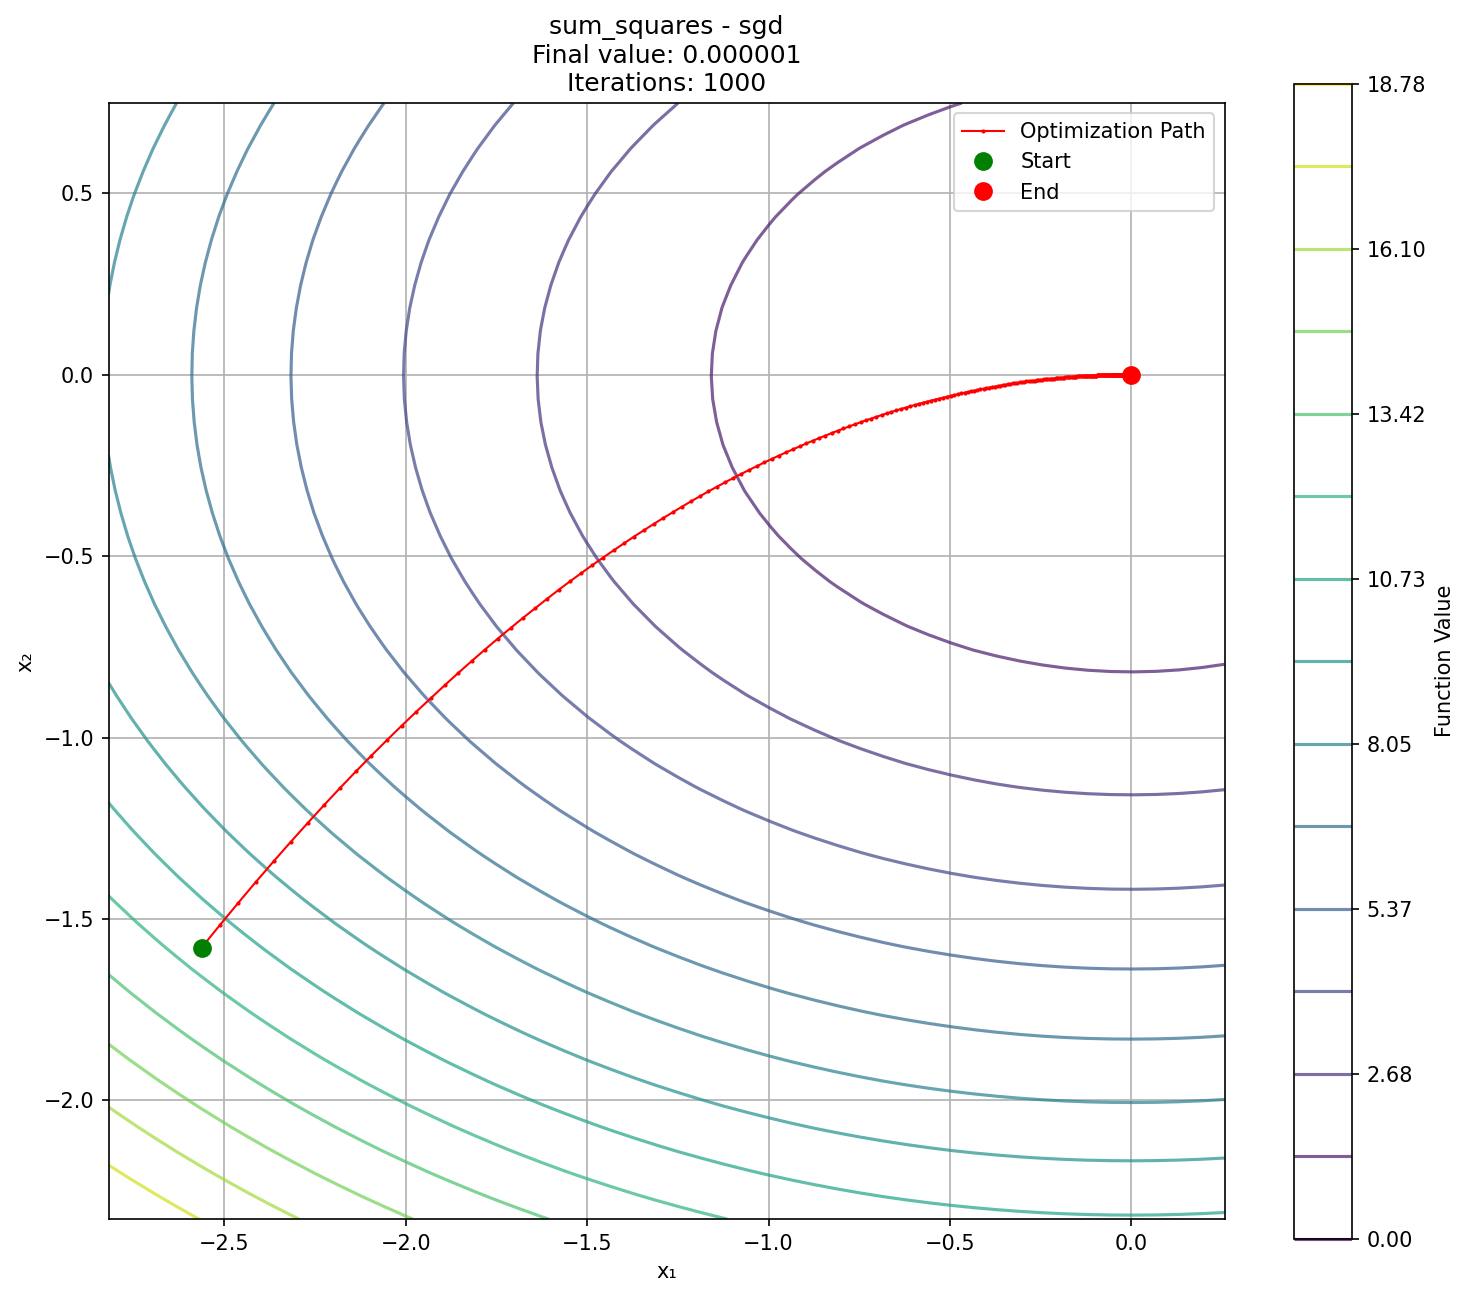 sum_squares - sgd
Final value: 0.000001
Iterations: 1000
Optimization Path
Start
End
0.5
0.0
−0.5
−1.0
−1.5
−2.0
x₂
−2.5
−2.0
−1.5
−1.0
−0.5
0.0
x₁
18.78
16.10
13.42
10.73
8.05
5.37
2.68
0.00
Function Value